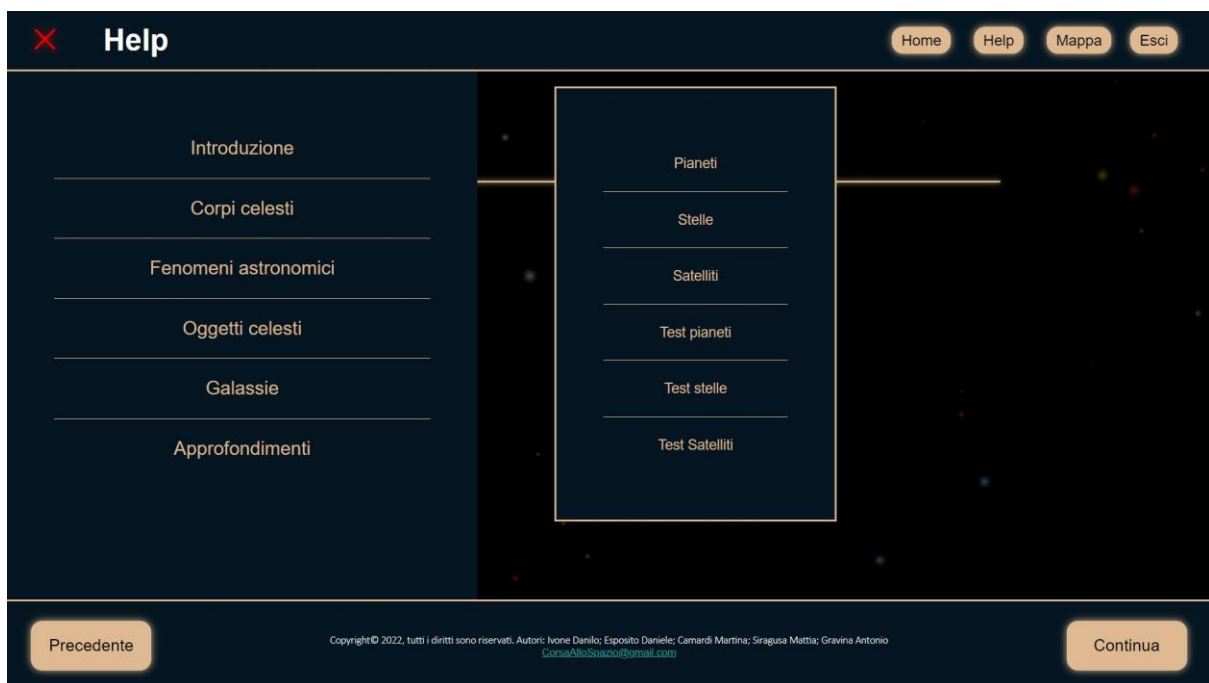 Help
Home
Help
Mappa
Esci
Introduzione
Corpi celesti
Fenomeni astronomici
Oggetti celesti
Galassie
Approfondimenti
Pianeti
Stelle
Satelliti
Test pianeti
Test stelle
Test Satelliti
Precedente
Copyright© 2022, tutti i diritti sono riservati. Autori: Ivone Danilo; Esposito Daniele; Camardi Martina; Siragusa Mattia; Gravina Antonio
CorsaAlloSpazio@gmail.com
Continua